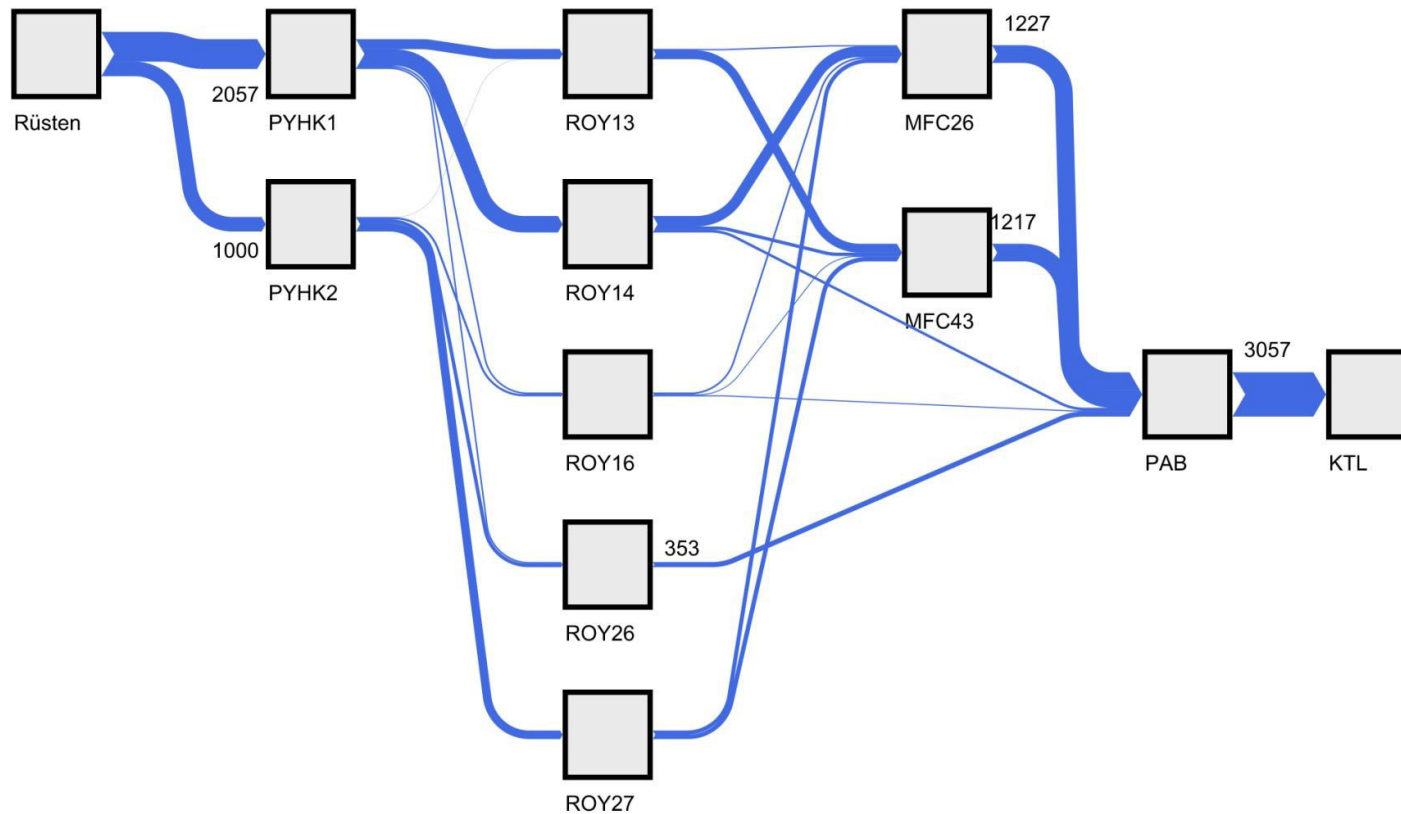 1227
2057
Rüsten
PYHK1
ROY13
MFC26
1217
1000
PYHK2
ROY14
MFC43
3057
ROY16
PAB
KTL
353
ROY26
ROY27